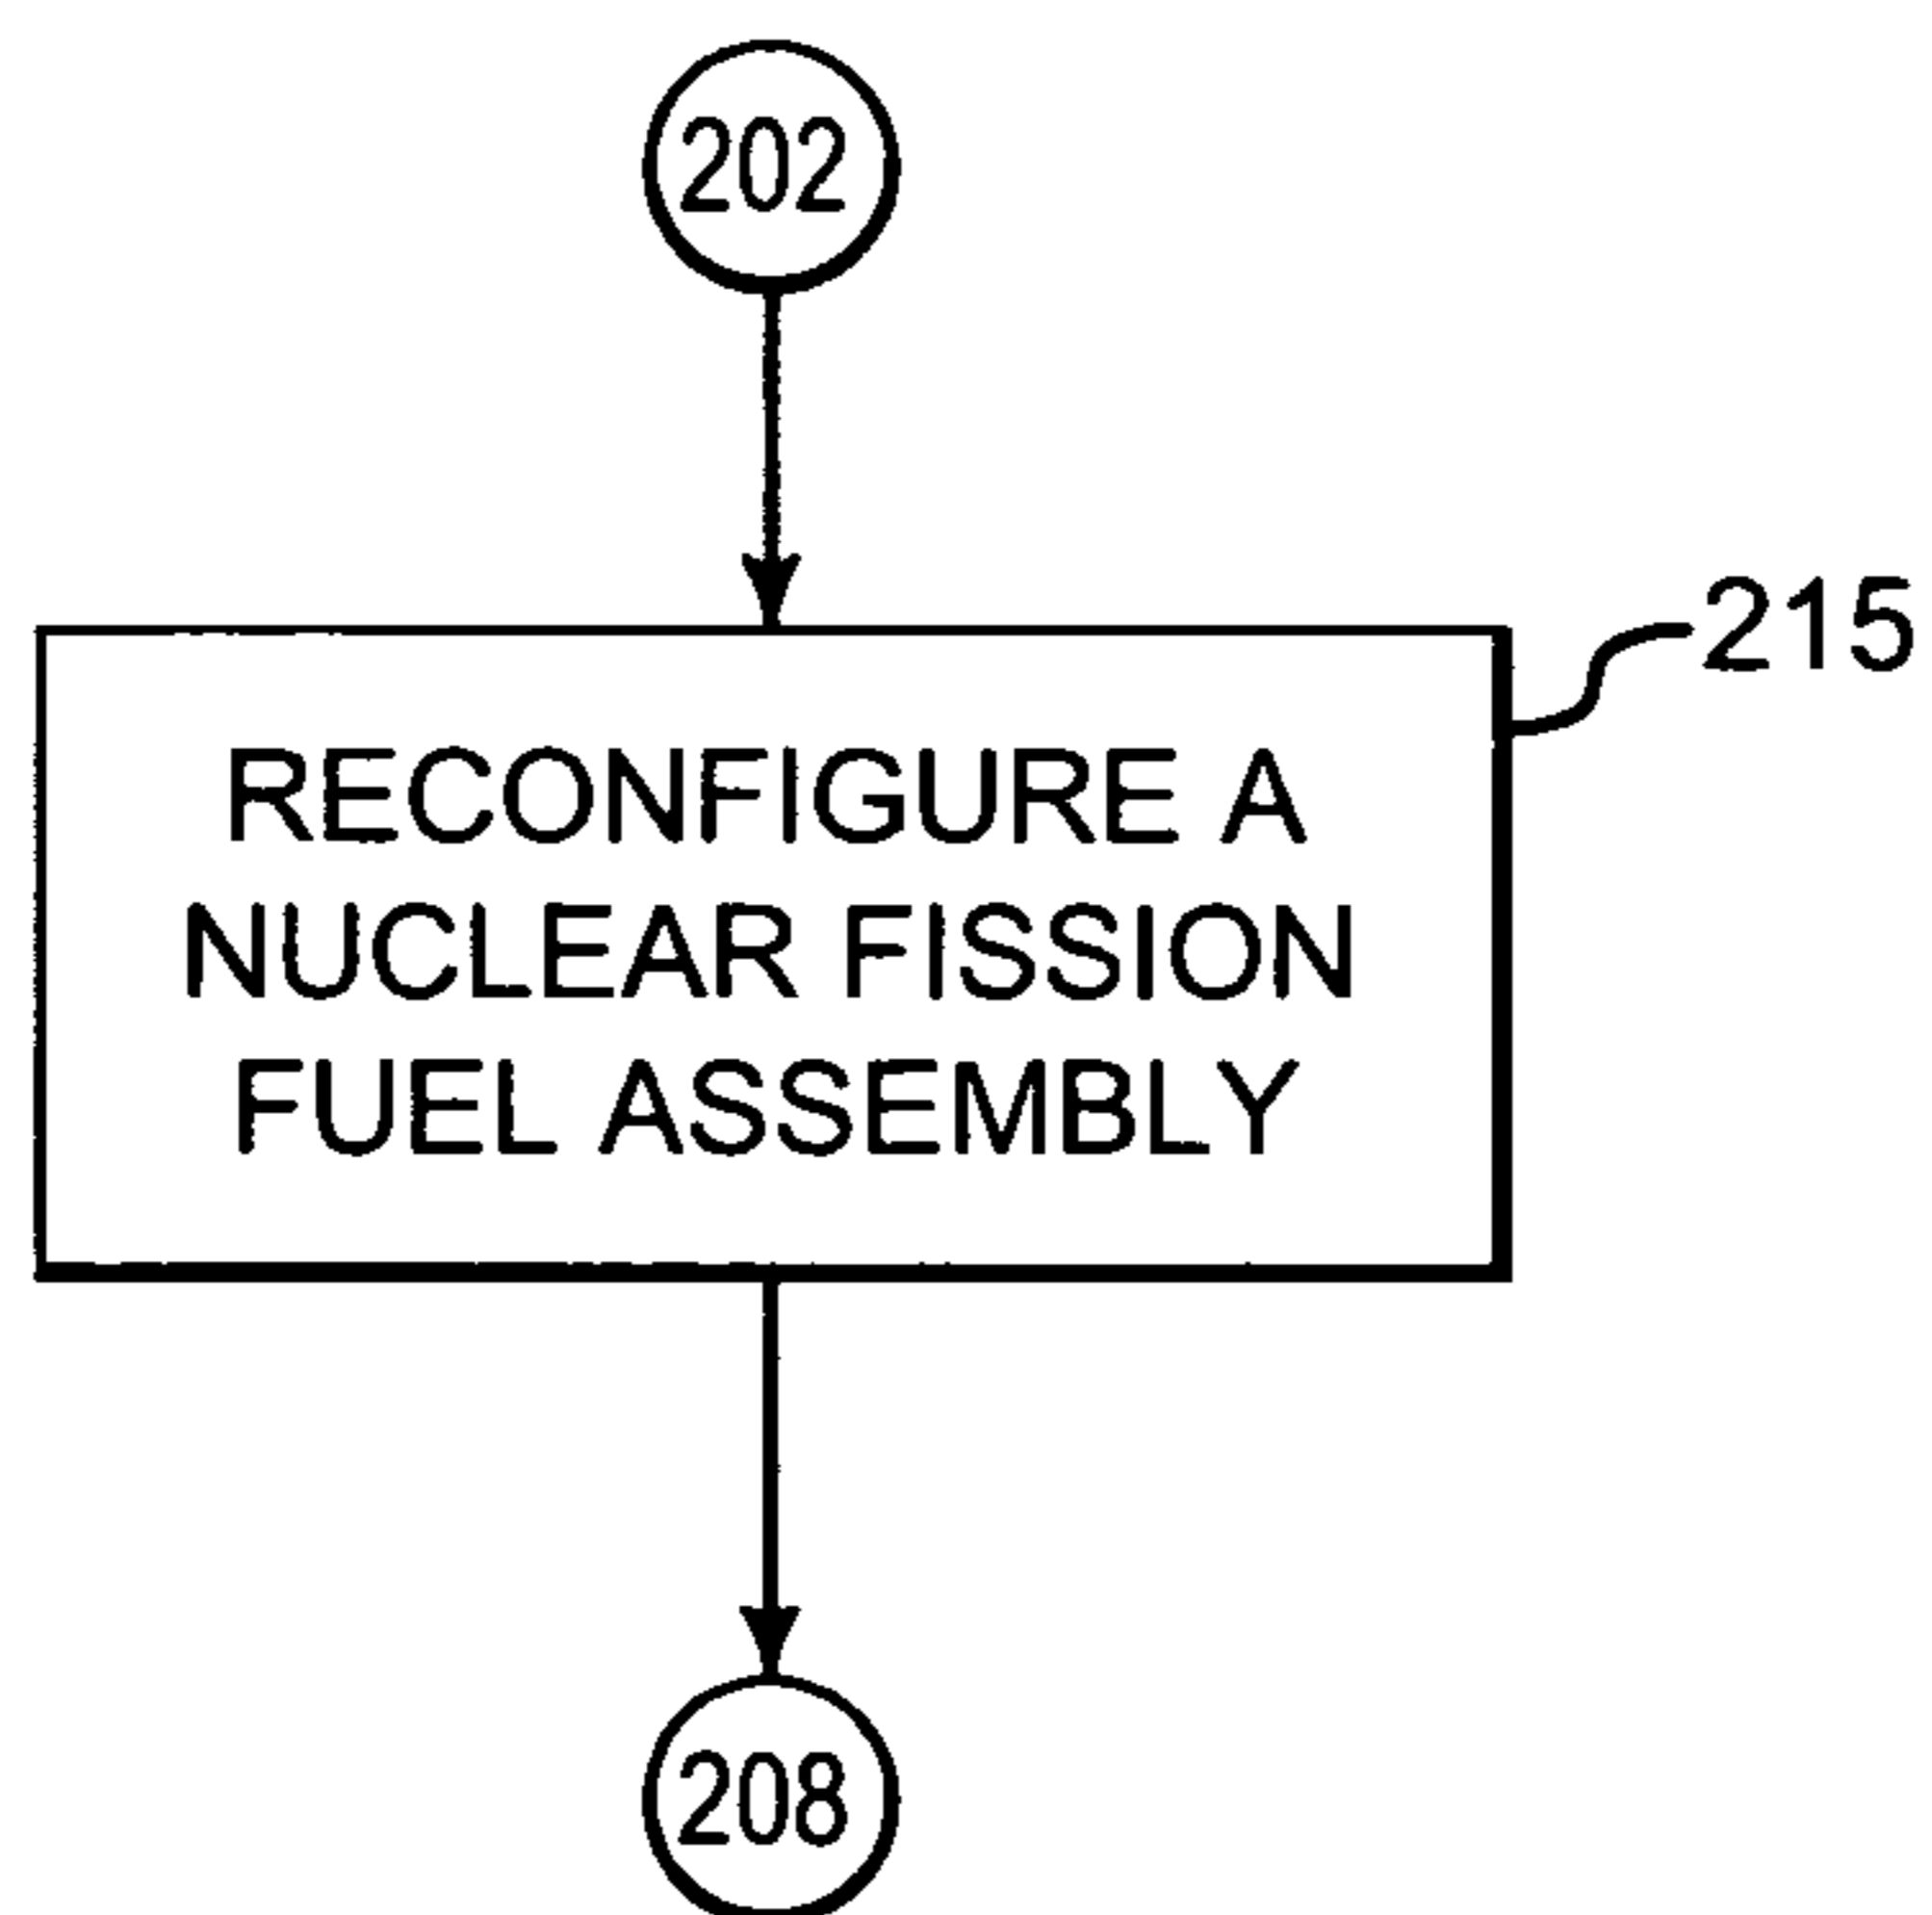 202
215
RECONFIGURE A
NUCLEAR FISSION
FUEL ASSEMBLY
208